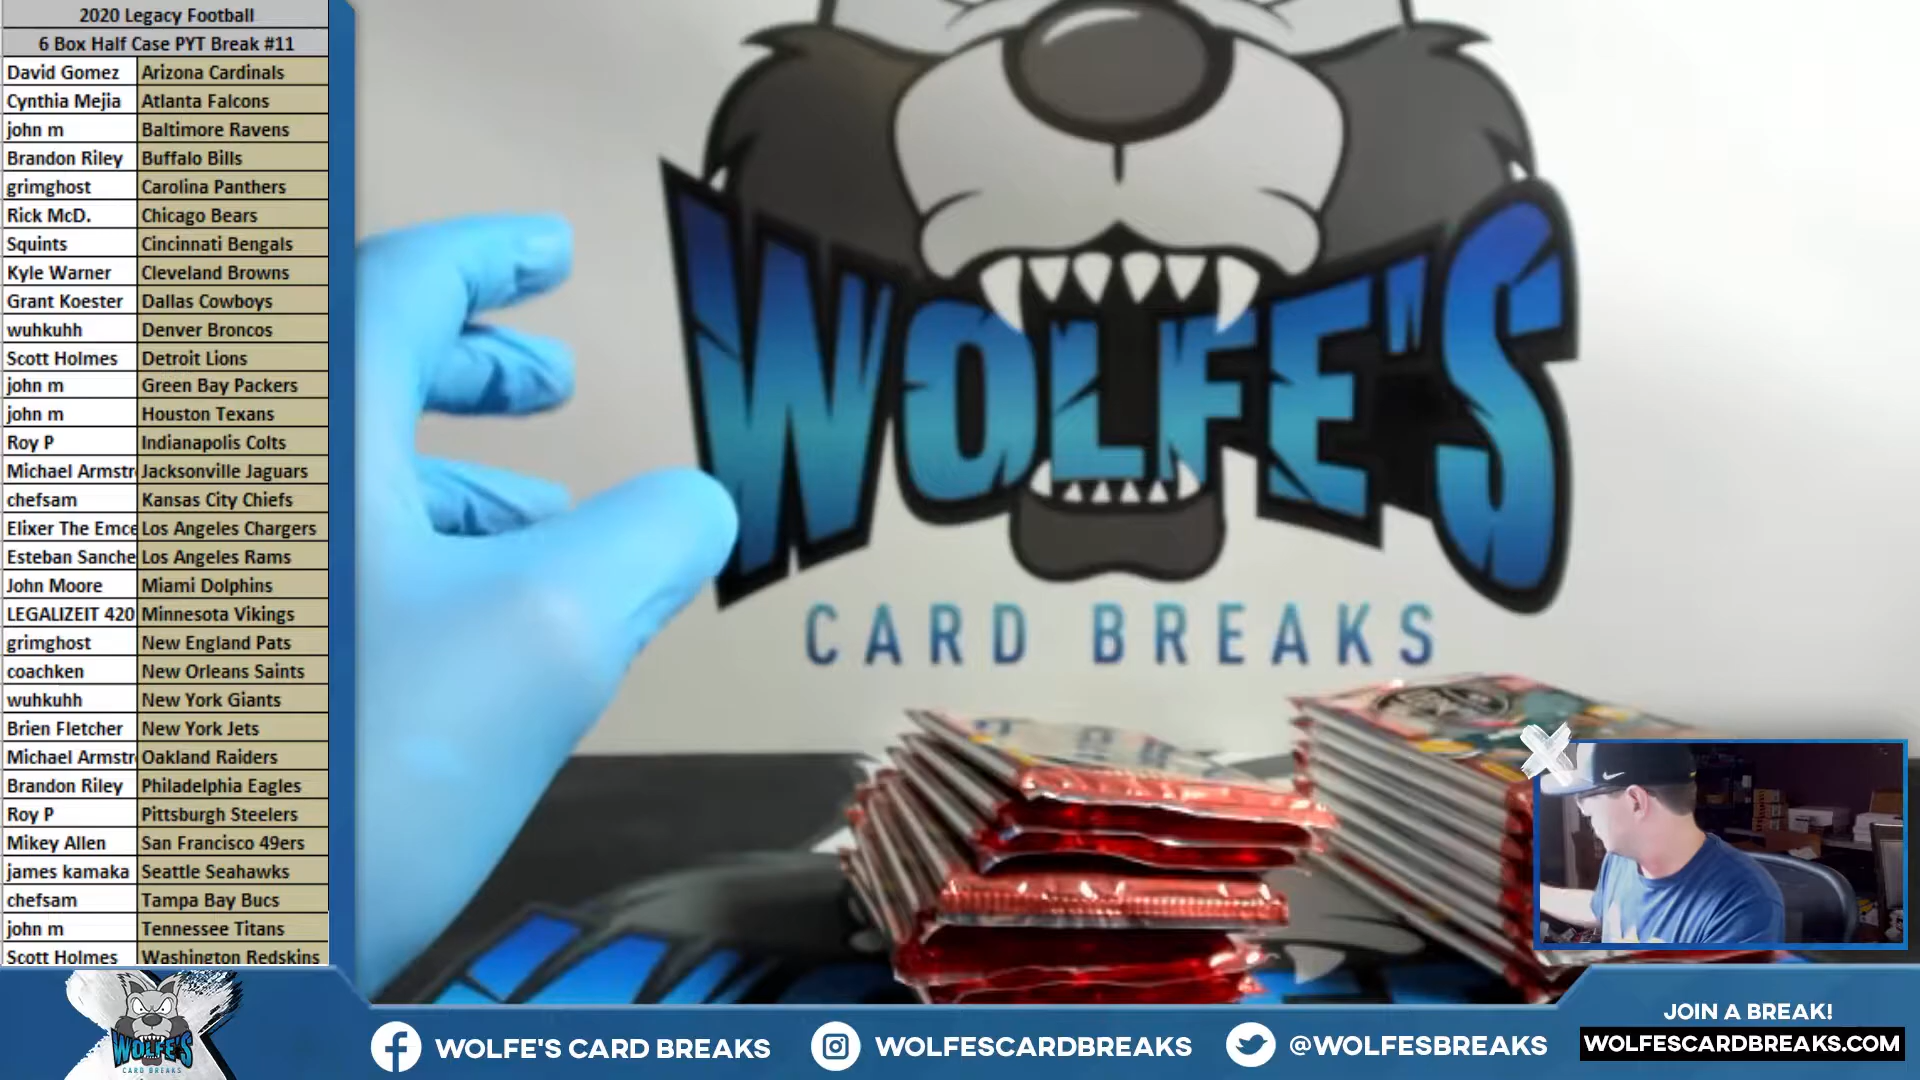 2020 Legacy Football
6 Box Half Case PYT Break #11
David Gomez Arizona Cardinals
Cynthia Mejia Atlanta Falcons
john m Baltimore Ravens
Brandon Riley Buffalo Bills
grimghost Carolina Panthers
Rick McD. Chicago Bears
Squints Cincinnati Bengals
Kyle Warner Cleveland Browns
Grant Koester Dallas Cowboys
wuhkuhh Denver Broncos
Scott Holmes Detroit Lions
john m Green Bay Packers
john m Houston Texans
Roy P Indianapolis Colts
Michael Armstr Jacksonville Jaguars
chefsam Kansas City Chiefs
Elixer The Emce Los Angeles Chargers
Esteban Sanche Los Angeles Rams
John Moore Miami Dolphins
LEGALIZEIT 420 Minnesota Vikings
grimghost New England Pats
coachken New Orleans Saints
wuhkuhh New York Giants
Brien Fletcher New York Jets
Michael Armstr Oakland Raiders
Brandon Riley Philadelphia Eagles
Roy P Pittsburgh Steelers
Mikey Allen San Francisco 49ers
james kamaka Seattle Seahawks
chefsam Tampa Bay Bucs
john m Tennessee Titans
Scott Holmes Washington Redskins
WOLFE'S
CARD BREAKS
WOLFE'S
CARD BREAKS
WOLFE'S CARD BREAKS
WOLFESCARDBREAKS
@WOLFESBREAKS
JOIN A BREAK!
WOLFESCARDBREAKS.COM